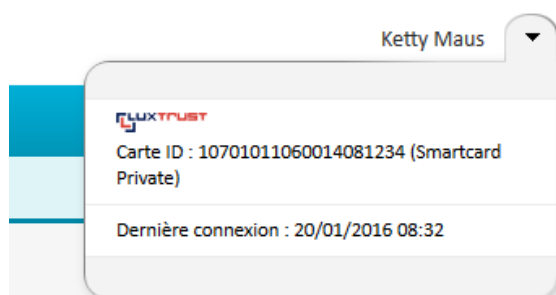 Ketty Maus
LUXTRUST
Carte ID : 10701011060014081234 (Smartcard
Private)
Dernière connexion : 20/01/2016 08:32